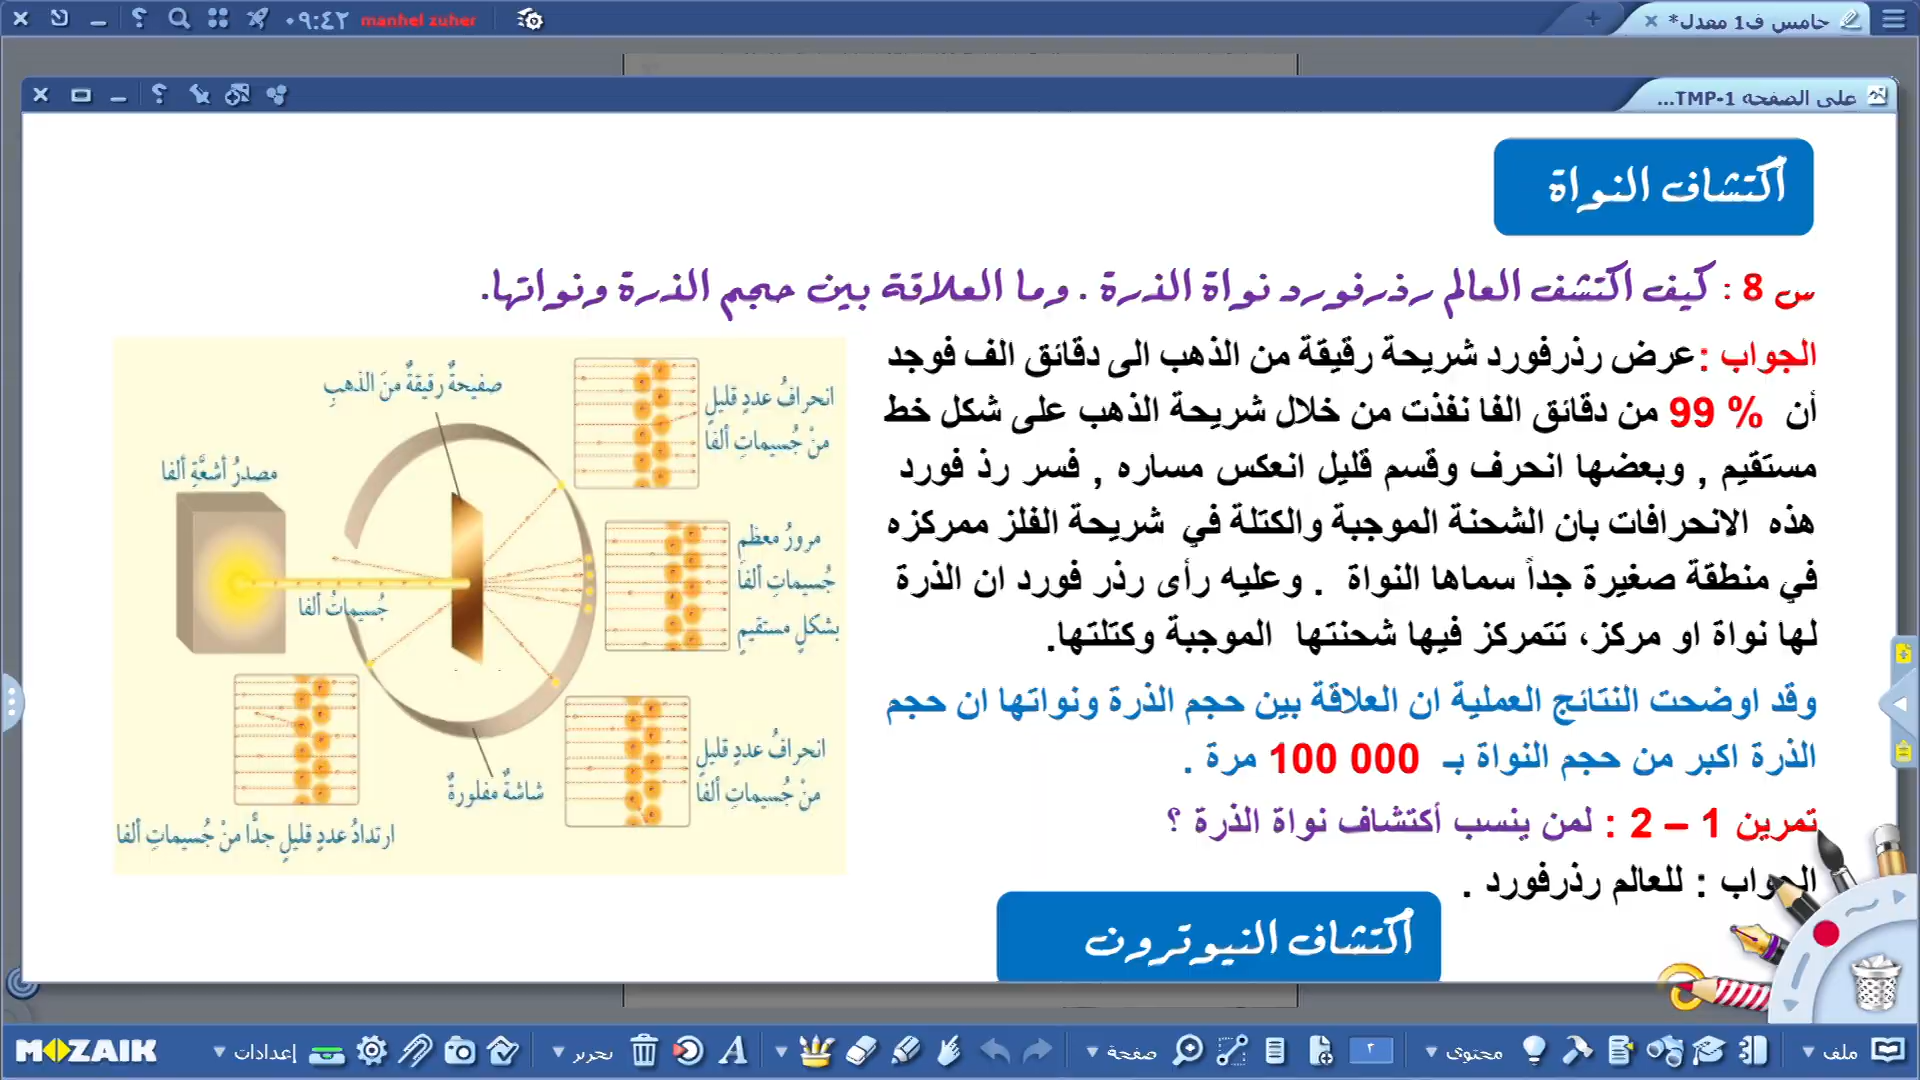 خامس ف1 معدل*
٠٩:٤٢
manhel zuher
على الصفحه TMP-1...
أكتشاف النواة
س 8 : كيف اكتشف العالم رذرفورد نواة الذرة . وما العلاقة بين حجم الذرة ونواتها.
الجواب : عرض رذرفورد شريحة رقيقة من الذهب الى دقائق الف فوجد
أن 99 % من دقائق الفا نفذت من خلال شريحة الذهب على شكل خط
مستقيم , وبعضها انحرف وقسم قليل انعكس مساره , فسر رذ فورد
هذه الانحرافات بان الشحنة الموجبة والكتلة في شريحة الفلز ممركزه
في منطقة صغيرة جداً سماها النواة . وعليه رأى رذر فورد ان الذرة
لها نواة او مركز، تتمركز فيها شحنتها الموجبة وكتلتها.
وقد اوضحت النتائج العملية ان العلاقة بين حجم الذرة ونواتها ان حجم
الذرة اكبر من حجم النواة بـ 000 100 مرة .
تمرين 1 – 2 : لمن ينسب أكتشاف نواة الذرة ؟
الجواب : للعالم رذرفورد .
أكتشاف النيوترون
صفيحةٌ رقيقةٌ منَ الذهبِ
انحرافُ عددٍ قليلٍ
منْ جُسيماتِ ألفا
مصدرُ أشعَّةِ ألفا
مرورُ معظمِ
جُسيماتِ ألفا
بشكلٍ مستقيمٍ
جُسيماتُ ألفا
انحرافُ عددٍ قليلٍ
منْ جُسيماتِ ألفا
شاشةٌ مفلورةٌ
ارتدادُ عددٍ قليلٍ جدًّا منْ جُسيماتِ ألفا
ملف
محتوى
٢
صفحة
تحرير
إعدادات
MOZAIK